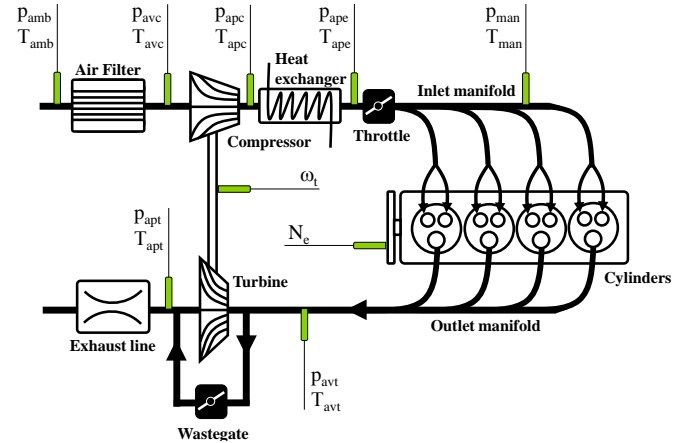 p_amb
T_amb
p_avc
T_avc
p_apc
T_apc
p_ape
T_ape
p_man
T_man
Air Filter
Heat
exchanger
Inlet manifold
Compressor
Throttle
ω_t
N_e
p_apt
T_apt
Turbine
Cylinders
Exhaust line
Outlet manifold
p_avt
T_avt
Wastegate